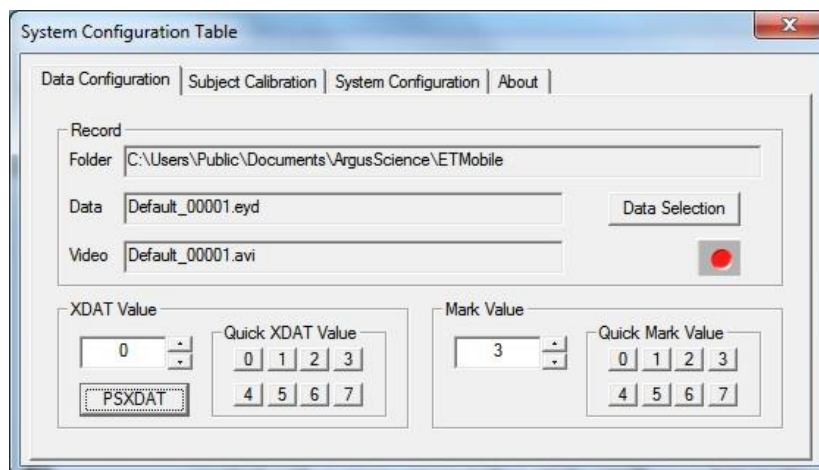 System Configuration Table
Data Configuration Subject Calibration System Configuration About
Record
Folder C:\Users\Public\Documents\ArgusScience\ETMobile
Data Default_00001.eyd Data Selection
Video Default_00001.avi
XDAT Value Mark Value
Quick XDAT Value Quick Mark Value
0 0 1 2 3 3 0 1 2 3
PSXDAT 4 5 6 7 4 5 6 7